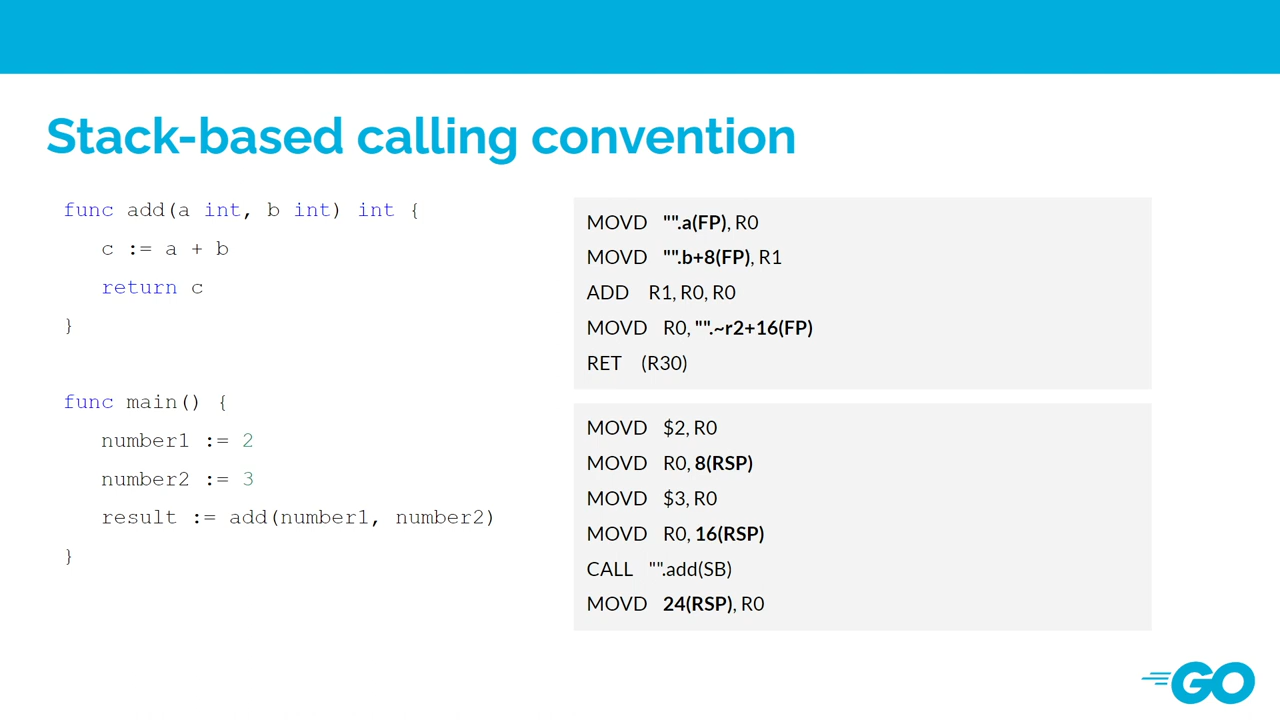 Stack-based calling convention
func add(a int, b int) int {
c := a + b
return c
}
func main() {
number1 := 2
number2 := 3
result := add(number1, number2)
}
MOVD "".a(FP), R0
MOVD "".b+8(FP), R1
ADD R1, R0, R0
MOVD R0, "".~r2+16(FP)
RET (R30)
MOVD $2, R0
MOVD R0, 8(RSP)
MOVD $3, R0
MOVD R0, 16(RSP)
CALL "".add(SB)
MOVD 24(RSP), R0
GO